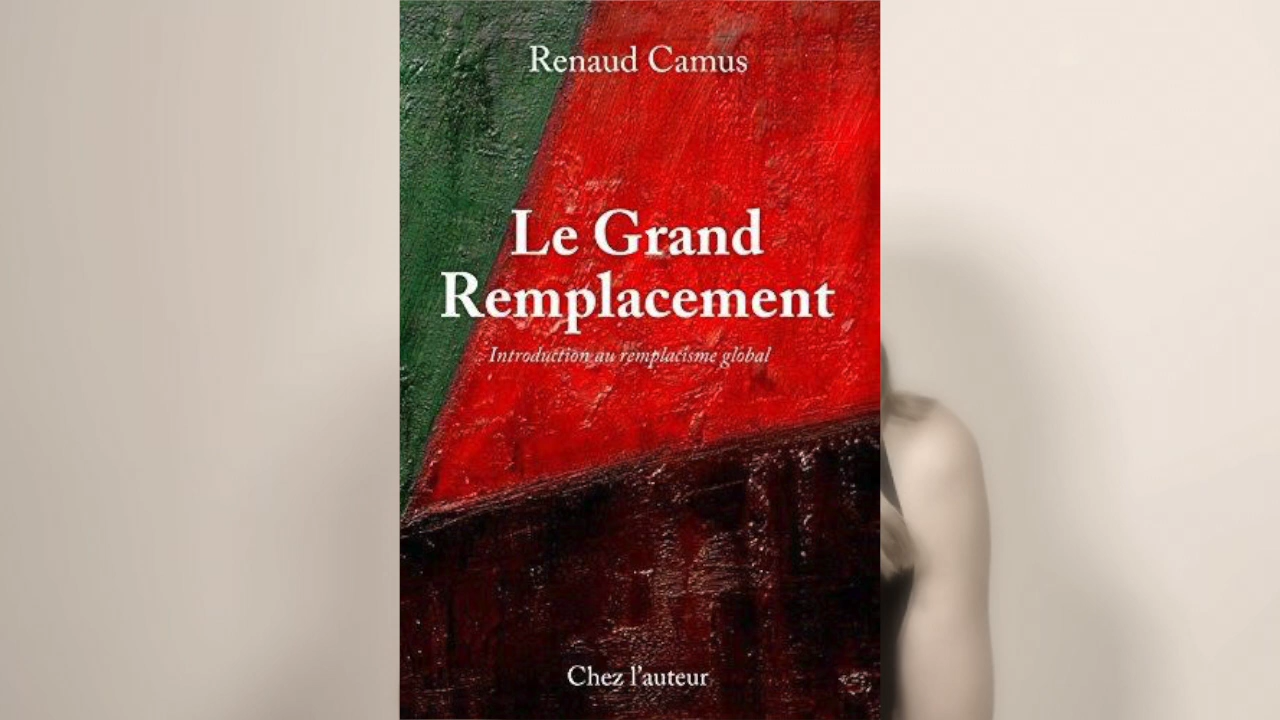 Renaud Camus
Le Grand
Remplacement
Introduction au remplacisme global
Chez l'auteur